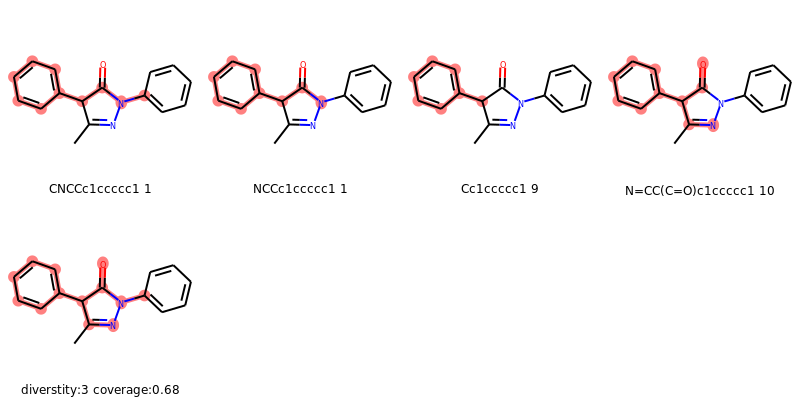 O
N
N
O
N
N
O
N
N
O
N
N
CNCCc1ccccc1 1
NCCc1ccccc1 1
Cc1ccccc1 9
N=CC(C=O)c1ccccc1 10
O
N
N
diverstity:3 coverage:0.68